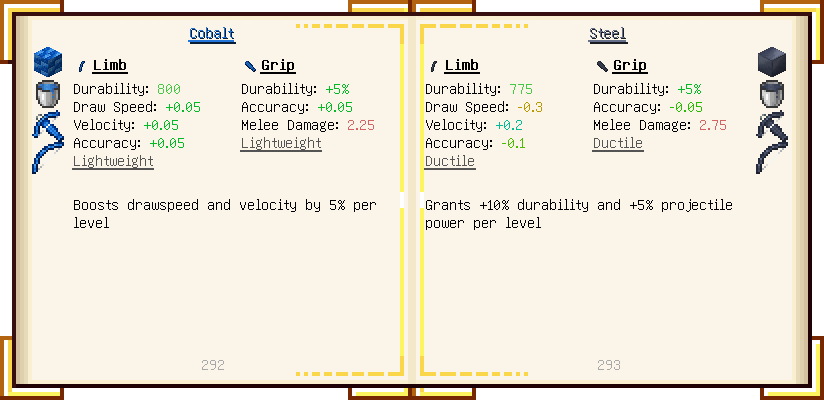 Cobalt
Limb
Durability: 800
Draw Speed: +0.05
Velocity: +0.05
Accuracy: +0.05
Lightweight
Grip
Durability: +5%
Accuracy: +0.05
Melee Damage: 2.25
Lightweight
Boosts drawspeed and velocity by 5% per
level
292
Steel
Limb
Durability: 775
Draw Speed: -0.3
Velocity: +0.2
Accuracy: -0.1
Ductile
Grip
Durability: +5%
Accuracy: -0.05
Melee Damage: 2.75
Ductile
Grants +10% durability and +5% projectile
power per level
293